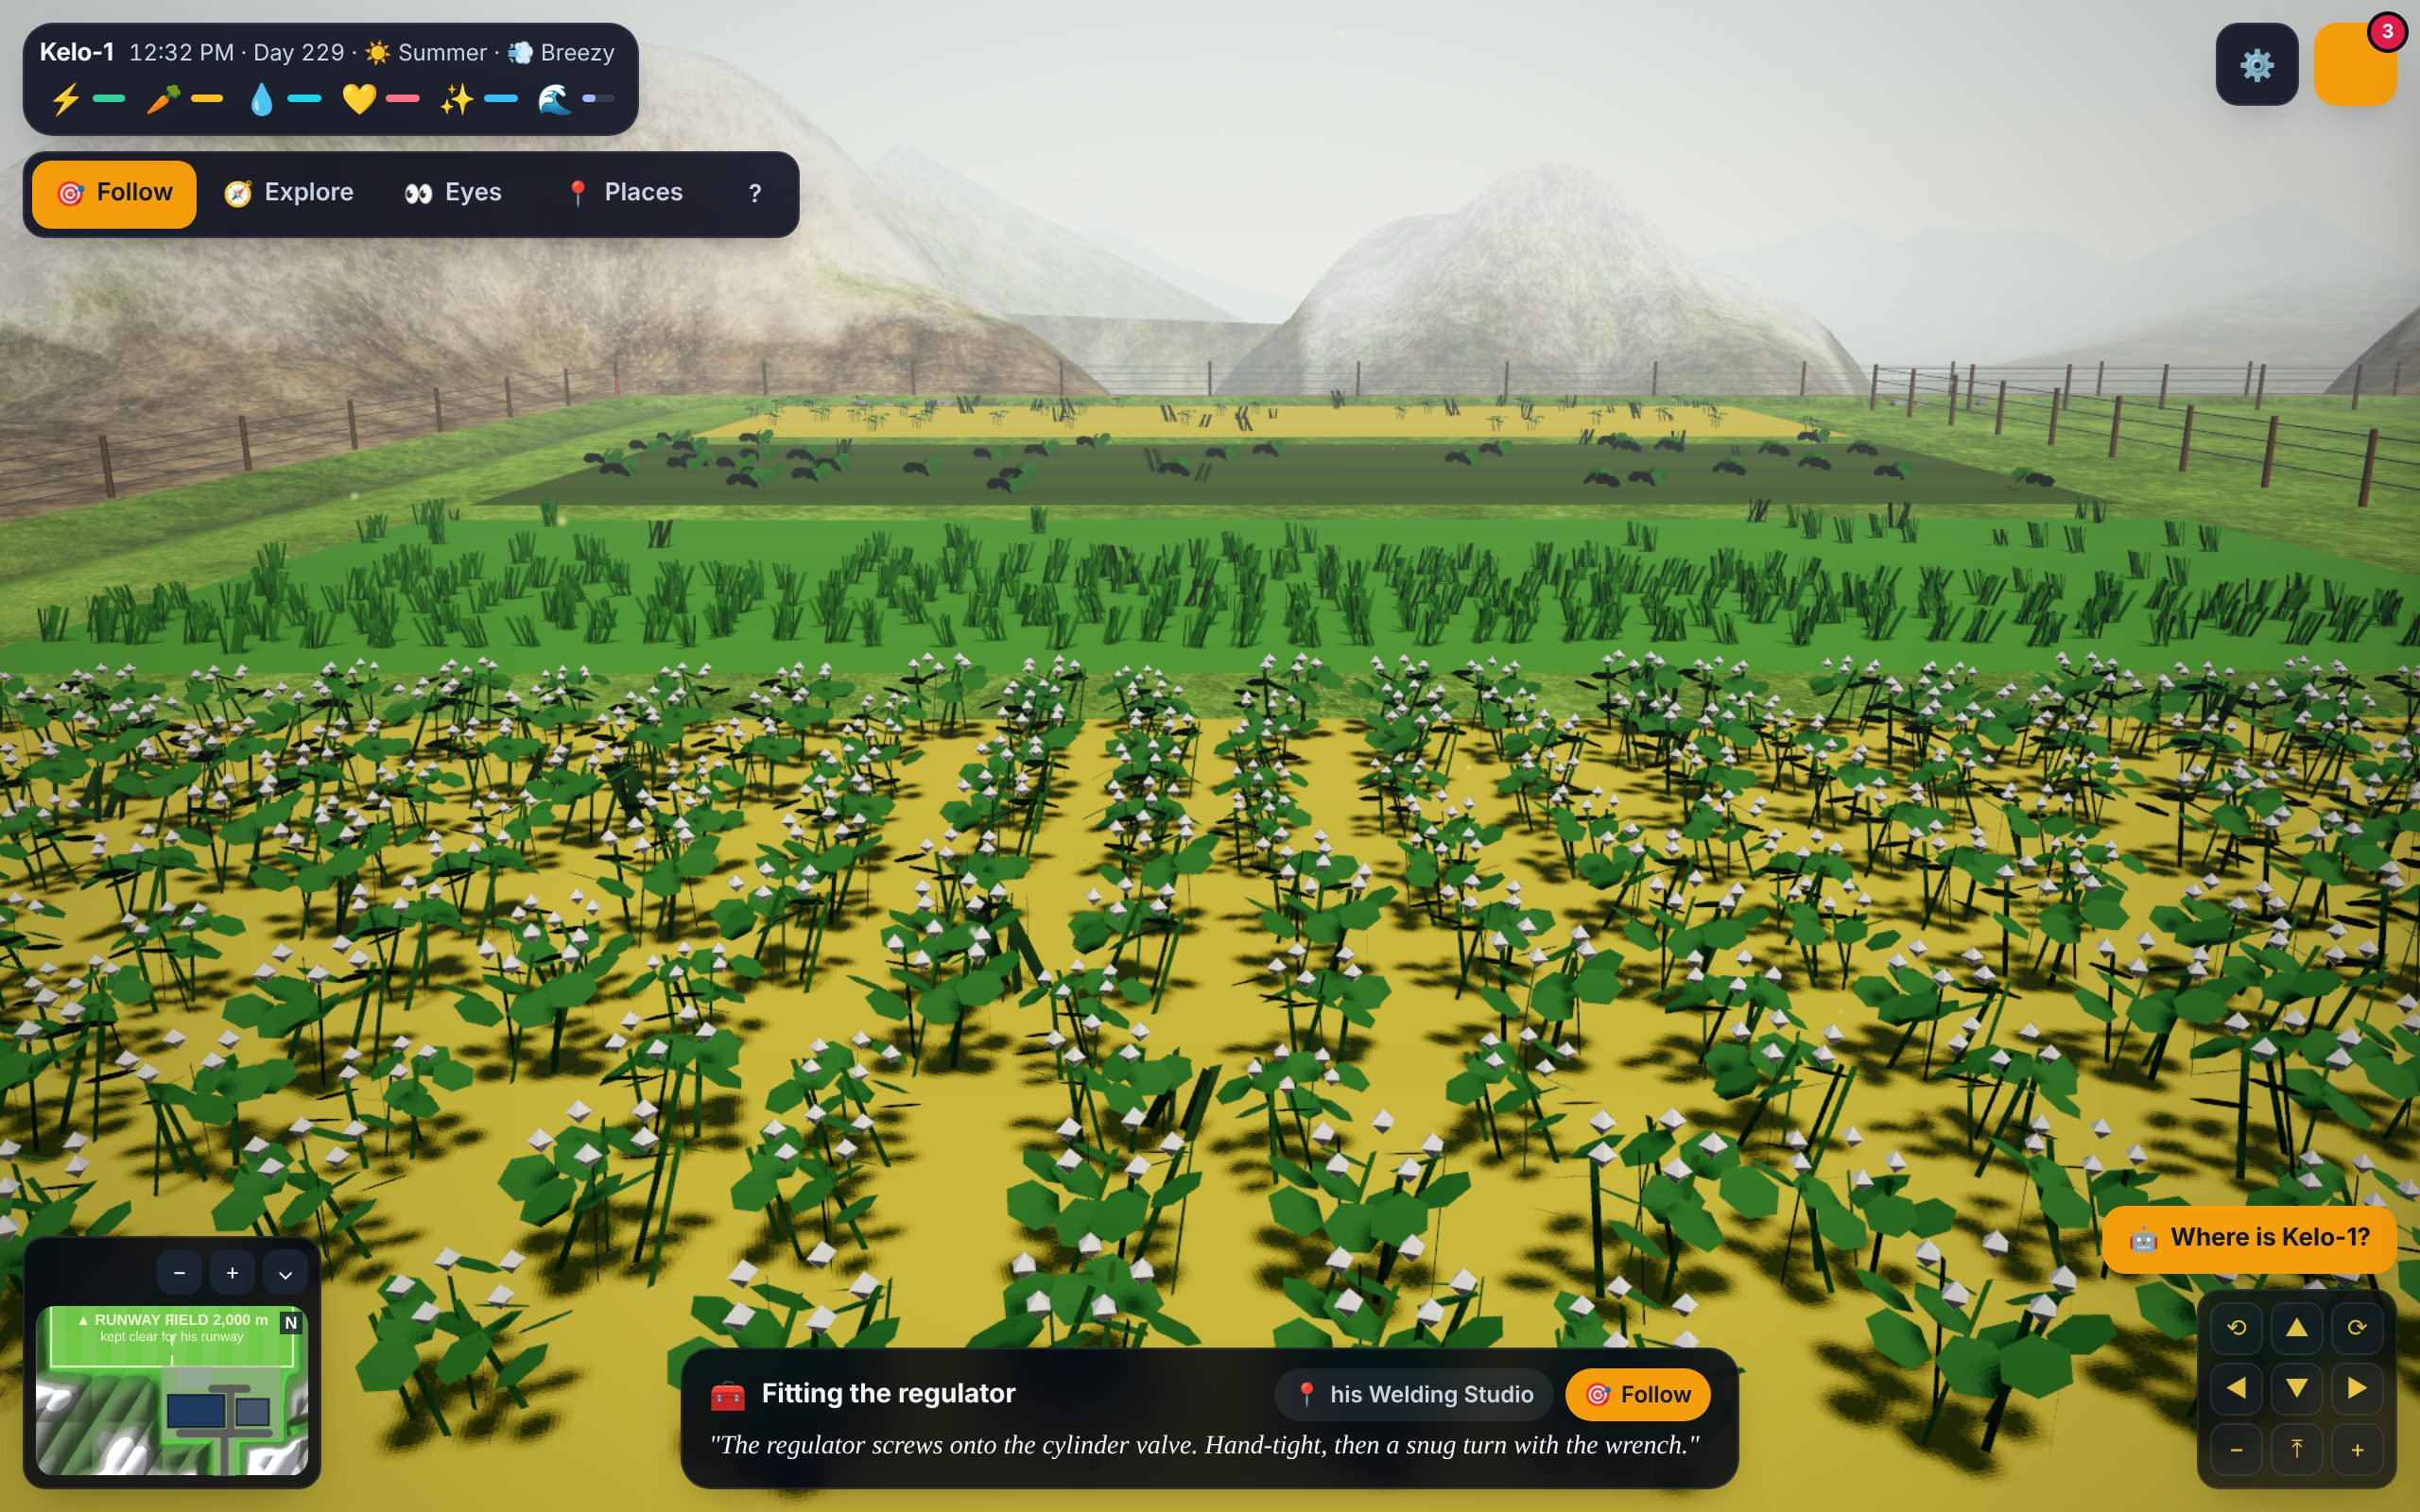 Kelo-1 12:32 PM · Day 229 · ☀️ Summer · 💨 Breezy
3
Follow
Explore
Eyes
Places
?
Where is Kelo-1?
▲ RUNWAY FIELD 2,000 m
kept clear for his runway
N
Fitting the regulator
his Welding Studio
Follow
"The regulator screws onto the cylinder valve. Hand-tight, then a snug turn with the wrench."